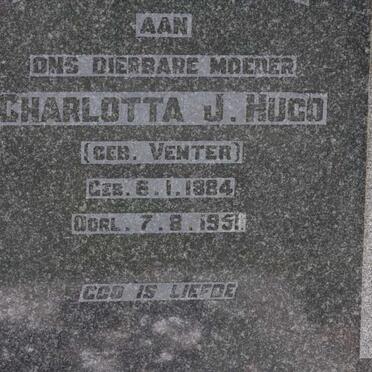 AAN
ONS DIERBARE MOEDER
CHARLOTTA J. HUGO
(GEB. VENTER)
GEB. 6.1.1884
OORL. 7.8.1951
GOD IS LIEFDE